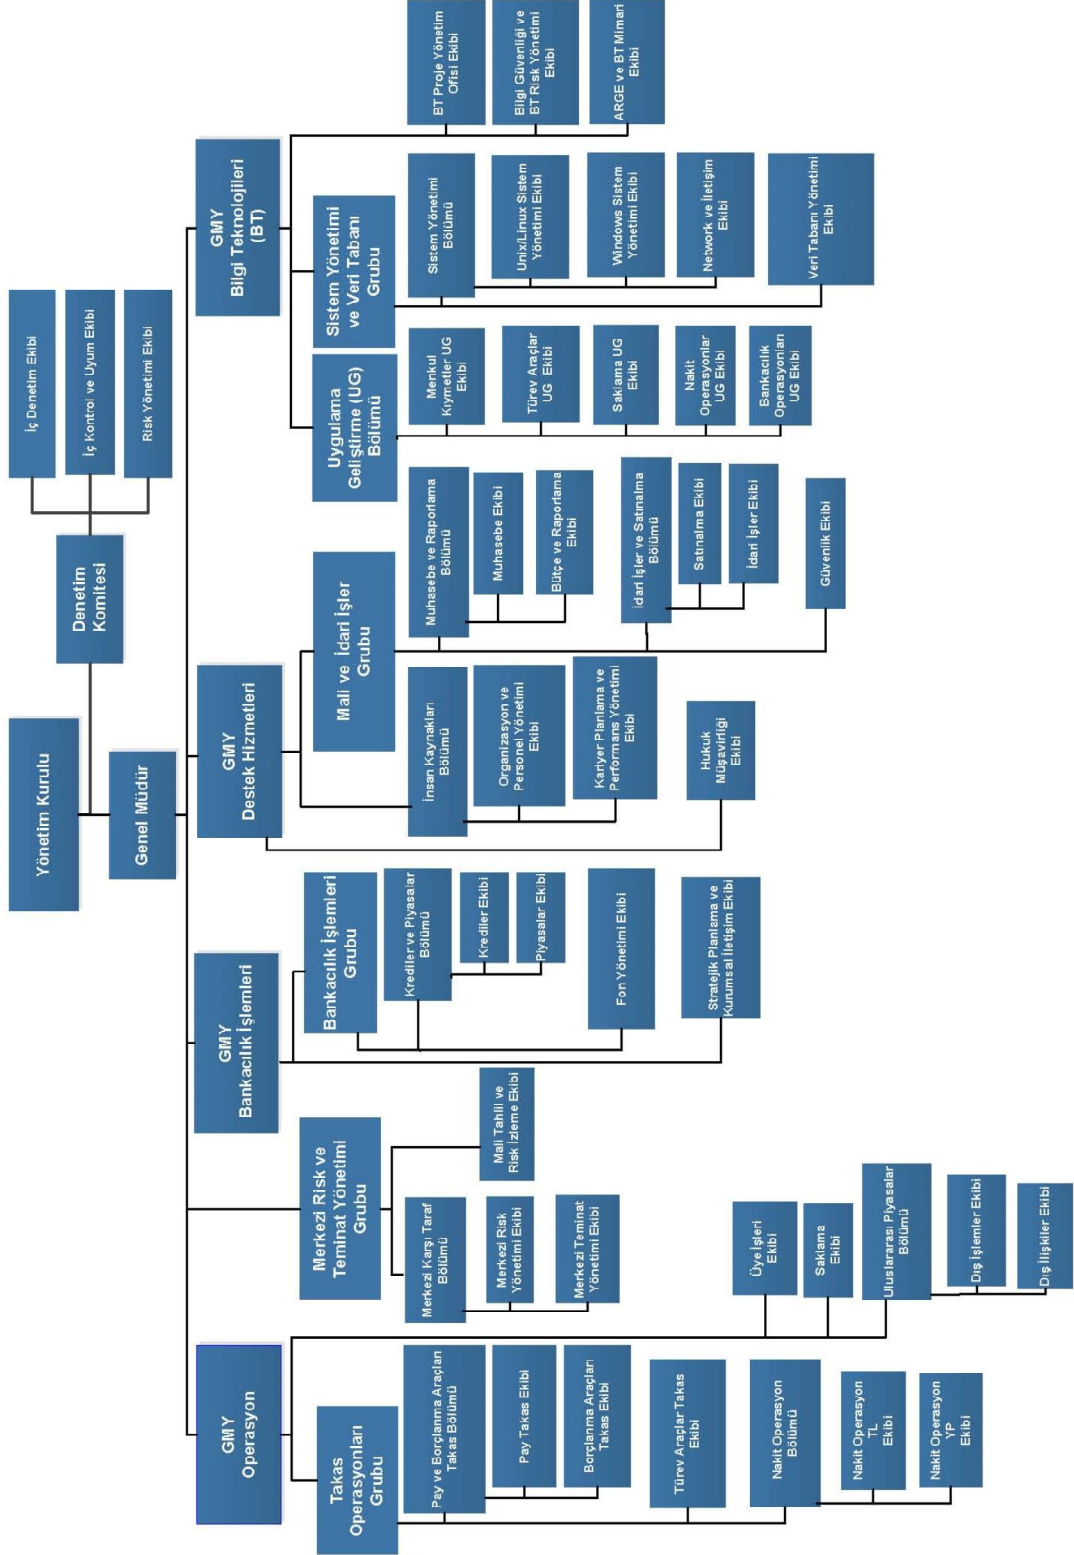 Yönetim Kurulu
Denetim
Komitesi
İç Denetim Ekibi
İç Kontrol ve Uyum Ekibi
Risk Yönetimi Ekibi
Genel Müdür
GMY
Operasyon
Takas
Operasyonları
Grubu
Pay ve Borçlanma Araçları
Takas Bölümü
Pay Takas Ekibi
Borçlanma Araçları
Takas Ekibi
Türev Araçlar Takas
Ekibi
Nakit Operasyon
Bölümü
Nakit Operasyon
TL
Ekibi
Nakit Operasyon
YP
Ekibi
Üye İşleri
Ekibi
Saklama
Ekibi
Uluslararası Piyasalar
Bölümü
Dış İşlemler Ekibi
Dış İlişkiler Ekibi
Merkezi Risk ve
Teminat Yönetimi
Grubu
Merkezi Karşı Taraf
Bölümü
Merkezi Risk
Yönetimi Ekibi
Merkezi Teminat
Yönetimi Ekibi
Mali Tahlil ve
Risk İzleme Ekibi
GMY
Bankacılık İşlemleri
Bankacılık İşlemleri
Grubu
Krediler ve Piyasalar
Bölümü
Krediler Ekibi
Piyasalar Ekibi
Fon Yönetimi Ekibi
Stratejik Planlama ve
Kurumsal İletişim Ekibi
GMY
Destek Hizmetleri
İnsan Kaynakları
Bölümü
Organizasyon ve
Personel Yönetimi
Ekibi
Kariyer Planlama ve
Performans Yönetimi
Ekibi
Hukuk
Müşavirliği
Ekibi
Mali ve İdari İşler
Grubu
Muhasebe ve Raporlama
Bölümü
Muhasebe Ekibi
Bütçe ve Raporlama
Ekibi
İdari İşler ve Satınalma
Bölümü
Satınalma Ekibi
İdari İşler Ekibi
Güvenlik Ekibi
GMY
Bilgi Teknolojileri
(BT)
Uygulama
Geliştirme (UG)
Bölümü
Menkul
Kıymetler UG
Ekibi
Türev Araçlar
UG Ekibi
Saklama UG
Ekibi
Nakit
Operasyonlar
UG Ekibi
Bankacılık
Operasyonları
UG Ekibi
Sistem Yönetimi
ve Veri Tabanı
Grubu
Sistem Yönetimi
Bölümü
Unix/Linux Sistem
Yönetimi Ekibi
Windows Sistem
Yönetimi Ekibi
Network ve İletişim
Ekibi
Veri Tabanı Yönetimi
Ekibi
BT Proje Yönetim
Ofisi Ekibi
Bilgi Güvenliği ve
BT Risk Yönetimi
Ekibi
ARGE ve BT Mimari
Ekibi